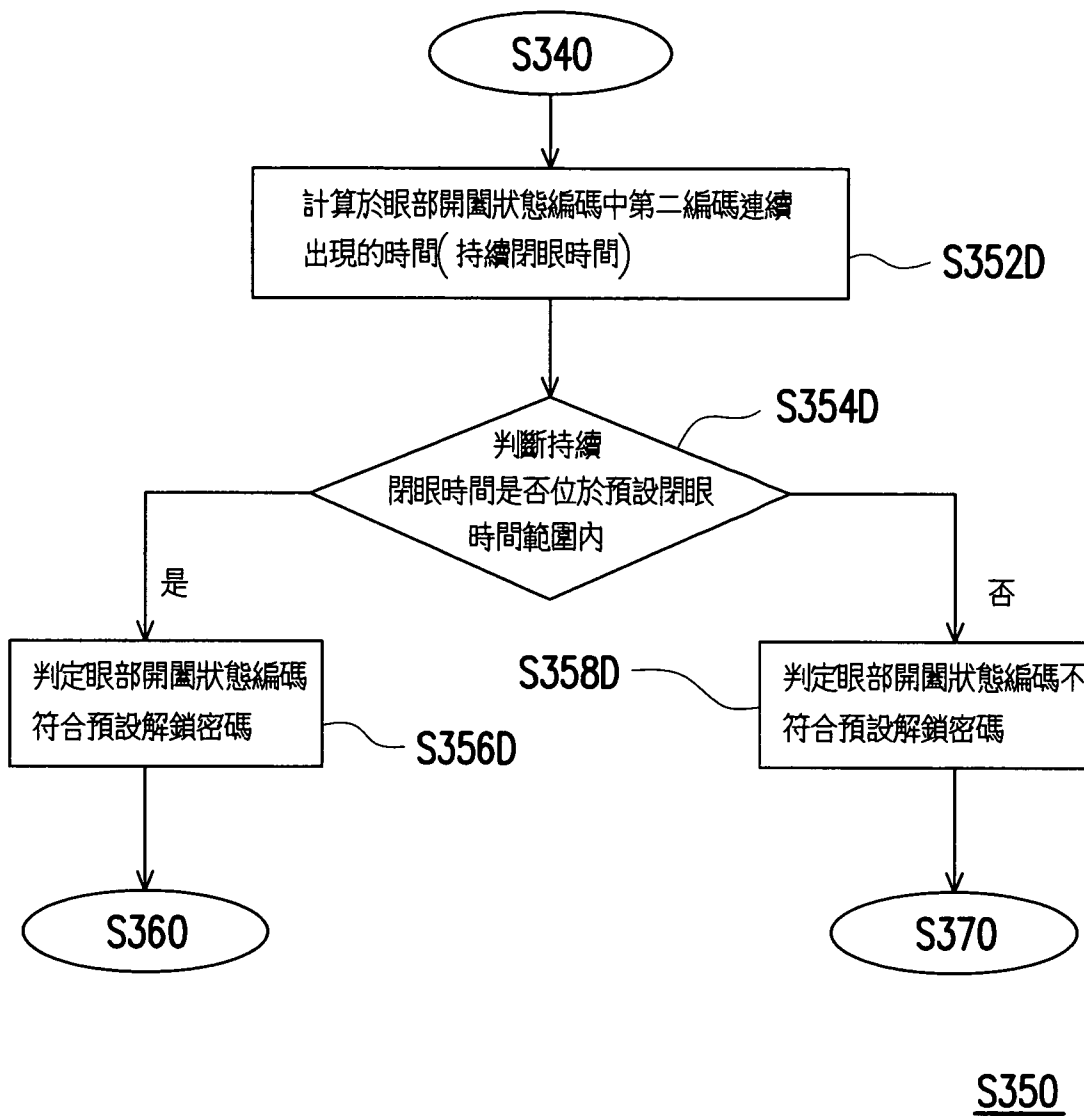 S340
計算於眼部開闔狀態編碼中第二編碼連續
出現的時間(持續閉眼時間)
S352D
S354D
判斷持續
閉眼時間是否位於預設閉眼
時間範圍內
是
否
判定眼部開闔狀態編碼
符合預設解鎖密碼
S356D
S358D
判定眼部開闔狀態編碼不
符合預設解鎖密碼
S360
S370
S350